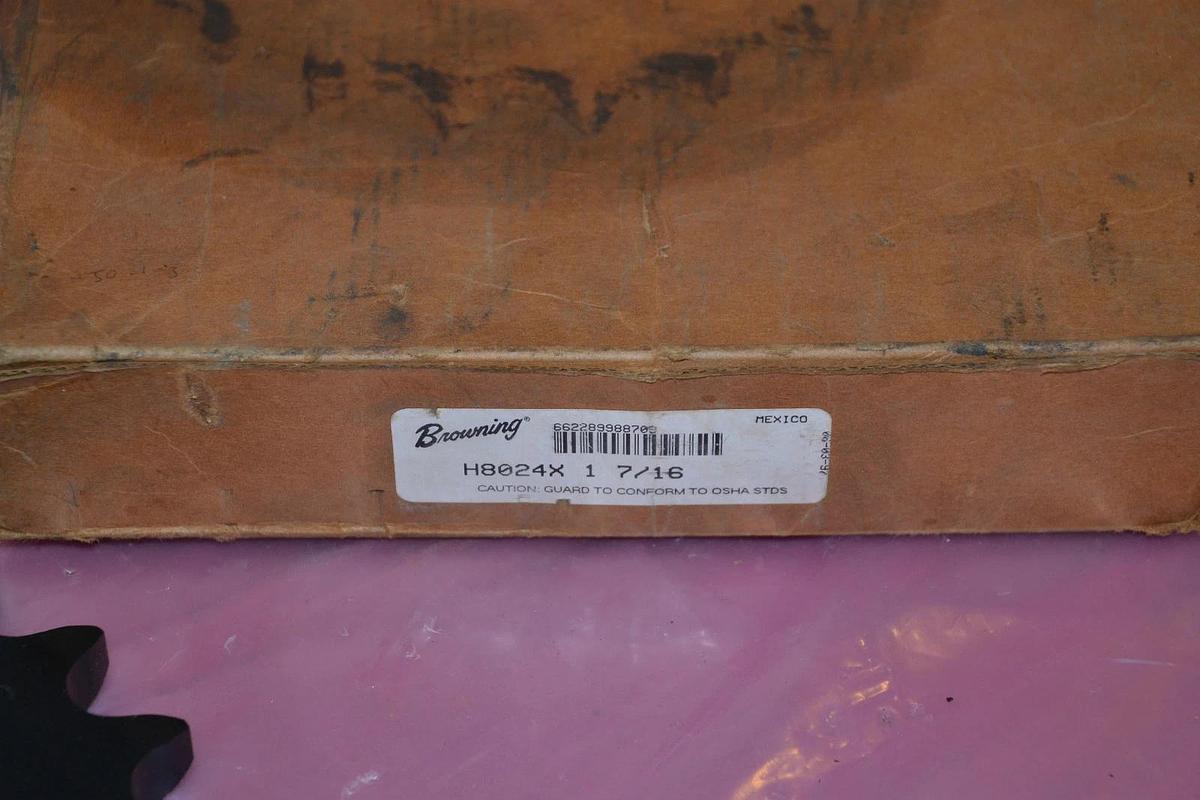 Browning®
662289988709
MEXICO
H8024X 1 7/16
CAUTION: GUARD TO CONFORM TO OSHA STDS